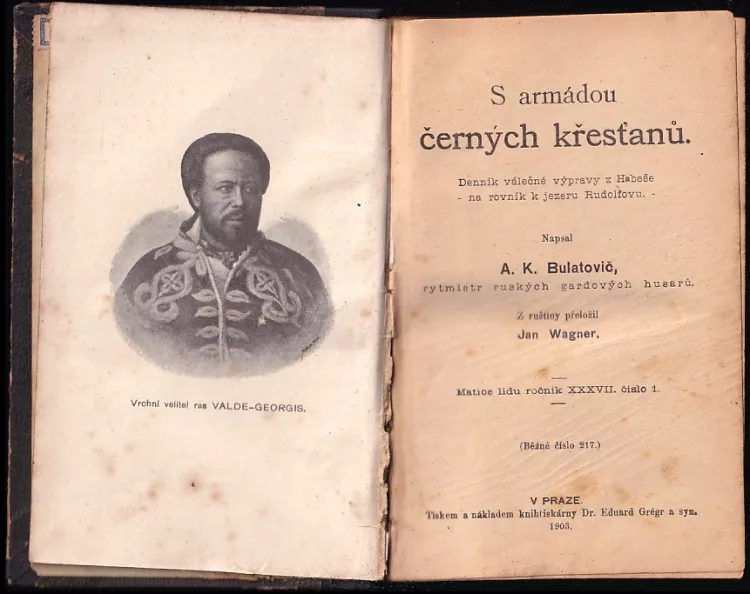 Vrchní velitel ras VALDE-GEORGIS.
S armádou
černých křesťanů.
Denník válečné výpravy z Habeše
- na rovník k jezeru Rudolfovu. -
Napsal
A. K. Bulatovič,
rytmistr ruských gardových husarů.
Z ruštiny přeložil
Jan Wagner.
Matice lidu ročník XXXVII. číslo 1.
(Běžné číslo 217.)
V PRAZE.
Tiskem a nákladem knihtiskárny Dr. Eduard Grégr a syn.
1903.